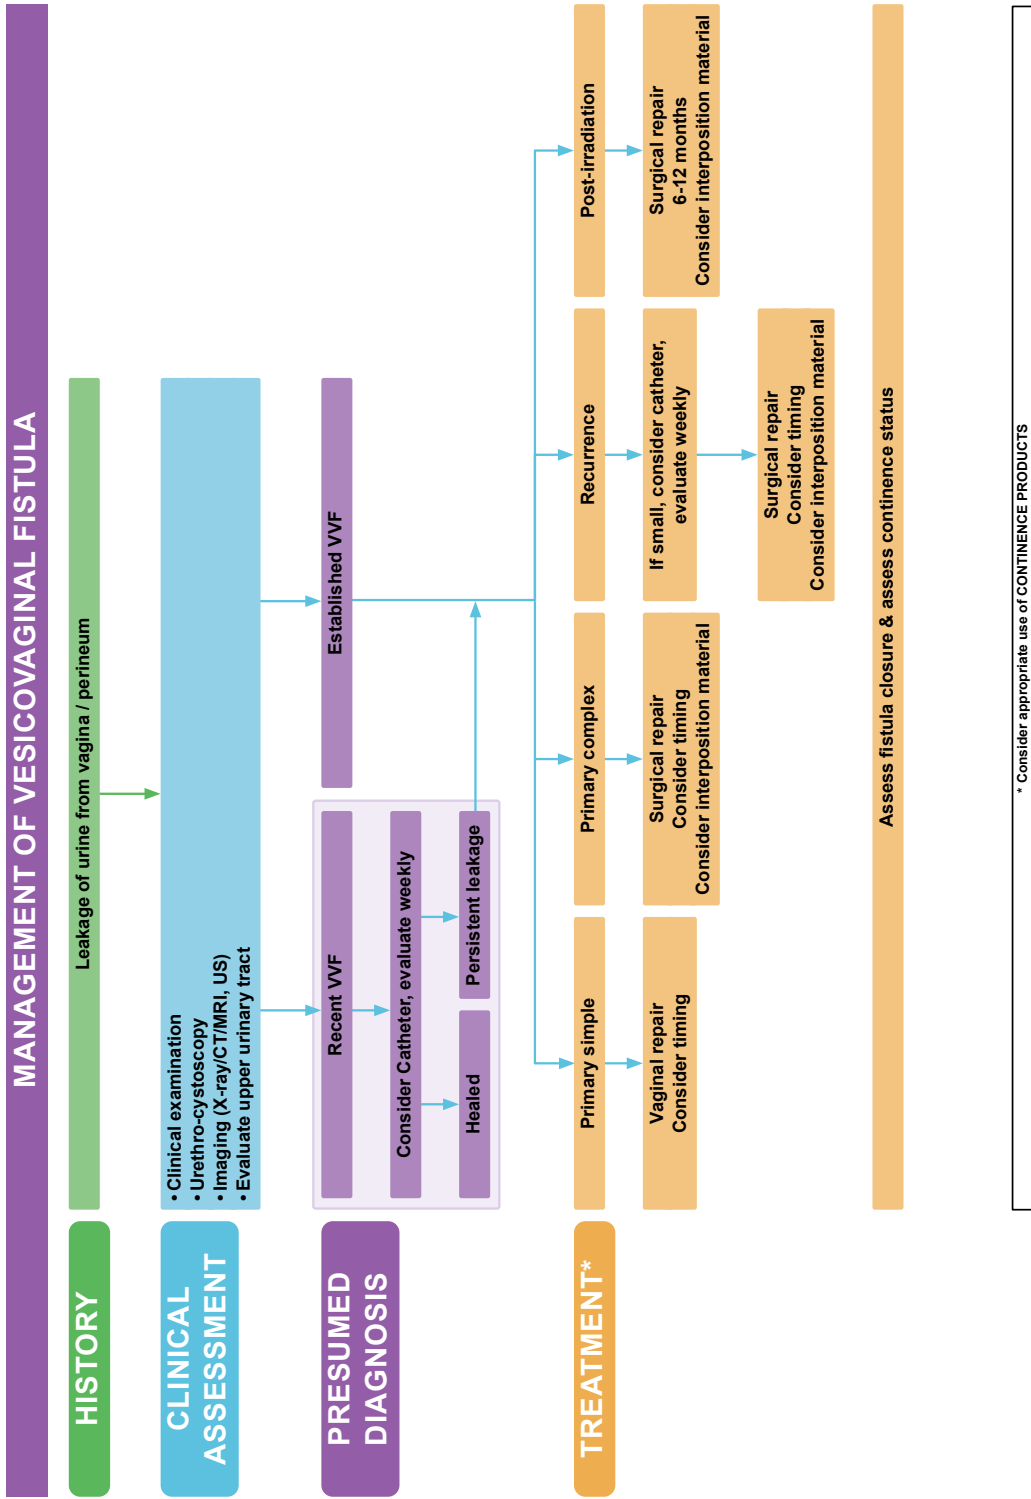 MANAGEMENT OF VESICOVAGINAL FISTULA
HISTORY
Leakage of urine from vagina / perineum
CLINICAL
ASSESSMENT
• Clinical examination
• Urethro-cystoscopy
• Imaging (X-ray/CT/MRI, US)
• Evaluate upper urinary tract
PRESUMED
DIAGNOSIS
Recent VVF
Established VVF
Consider Catheter, evaluate weekly
Healed
Persistent leakage
TREATMENT*
Primary simple
Primary complex
Recurrence
Post-irradiation
Vaginal repair
Consider timing
Surgical repair
Consider timing
Consider interposition material
If small, consider catheter,
evaluate weekly
Surgical repair
6-12 months
Consider interposition material
Surgical repair
Consider timing
Consider interposition material
Assess fistula closure & assess continence status
* Consider appropriate use of CONTINENCE PRODUCTS